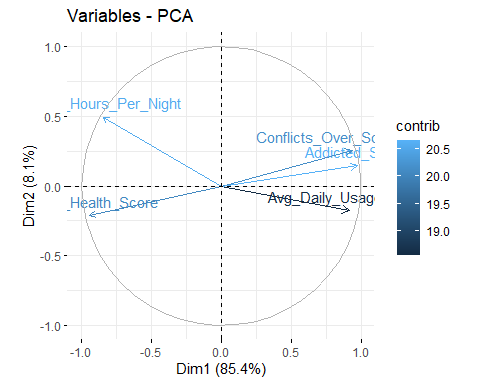 Variables - PCA
1.0
0.5
0.0
-0.5
-1.0
Dim2 (8.1%)
_Hours_Per_Night
Conflicts_Over_So
Addicted_S
Health_Score
Avg_Daily_Usag
-1.0 -0.5 0.0 0.5 1.0
Dim1 (85.4%)
contrib
20.5
20.0
19.5
19.0